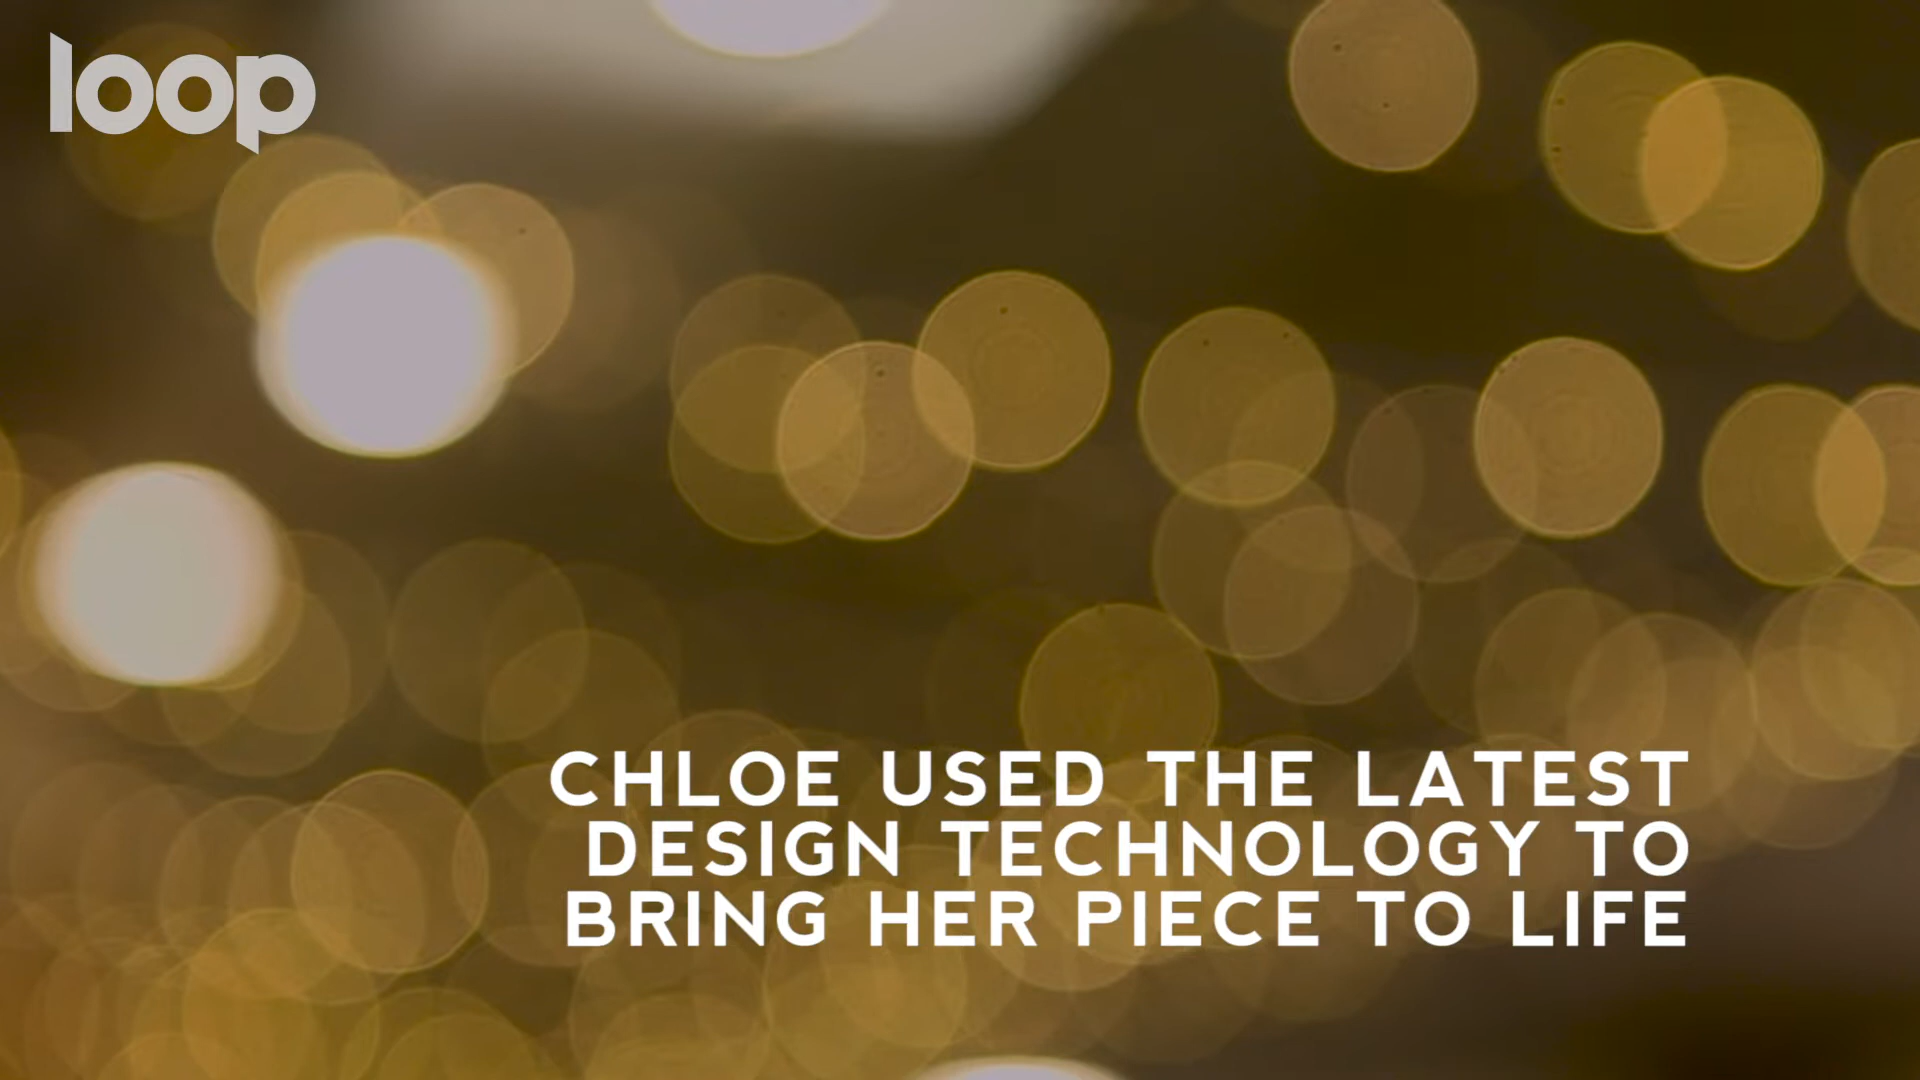 loop
CHLOE USED THE LATEST
DESIGN TECHNOLOGY TO
BRING HER PIECE TO LIFE